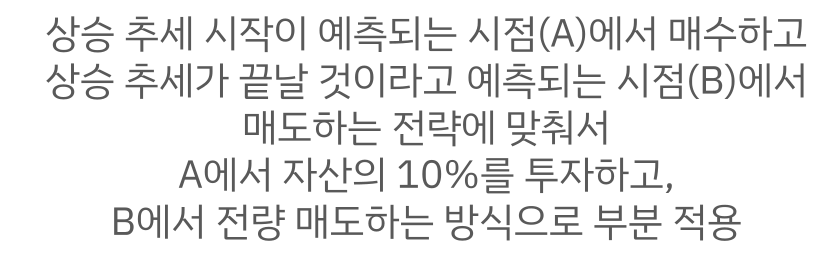 상승 추세 시작이 예측되는 시점(A)에서 매수하고
상승 추세가 끝날 것이라고 예측되는 시점(B)에서
매도하는 전략에 맞춰서
A에서 자산의 10%를 투자하고,
B에서 전량 매도하는 방식으로 부분 적용